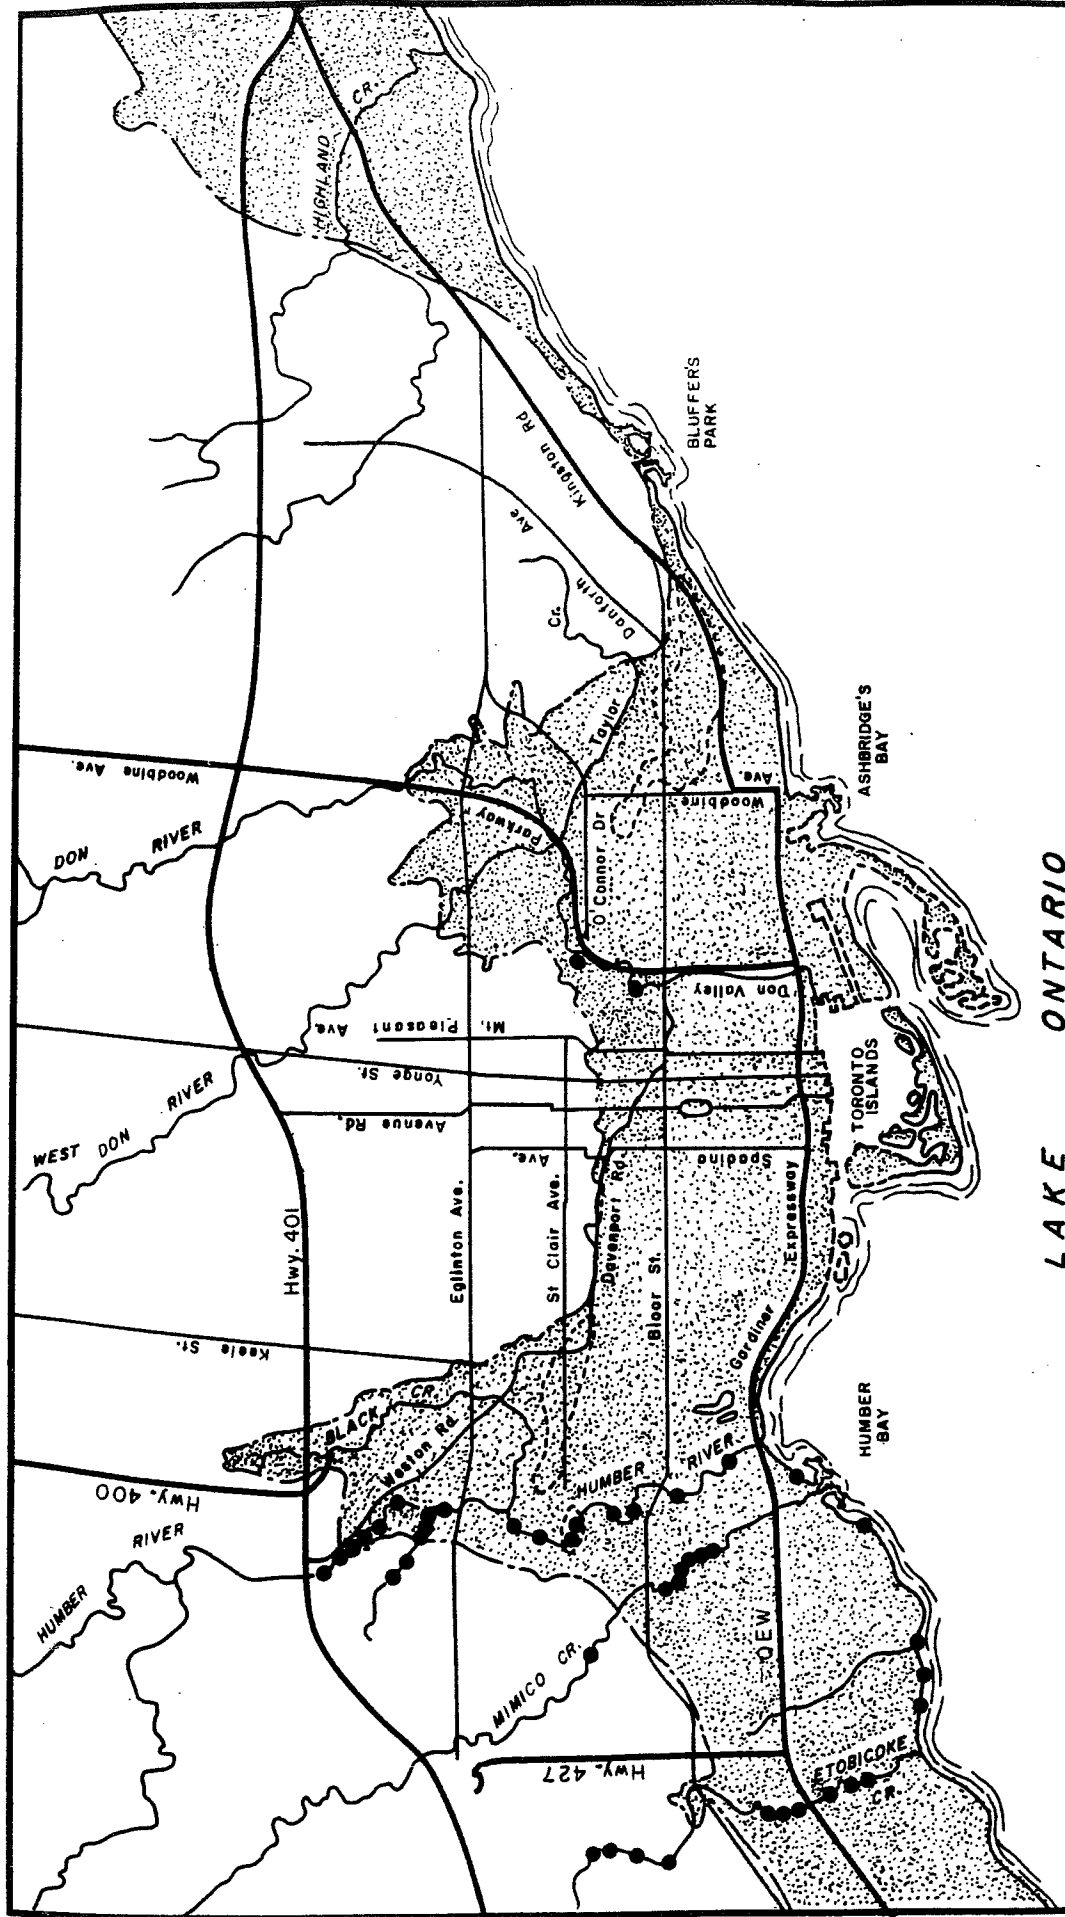 HIGHLAND
CR.
Hwy. 401
Kingston Rd
Danforth
Ave
Cr.
Taylor
BLUFFER'S
PARK
Woodbine Ave.
DON
RIVER
Parkway
O'Connor Dr
Woodbine
Ave.
ASHBRIDGE'S
BAY
WEST DON
RIVER
Mt.
Pleasant
Ave.
Yonge St.
Avenue Rd.
Don Valley
Spadina
Ave.
Eglinton Ave.
St Clair Ave.
Davenport Rd.
Bloor St.
Gardiner
Expressway
TORONTO
ISLANDS
LAKE ONTARIO
Keele St.
BLACK
CR.
Weston Rd.
Hwy. 400
HUMBER
RIVER
HUMBER
RIVER
HUMBER
BAY
MIMICO CR.
QEW
Hwy. 427
ETOBICOKE
CR.